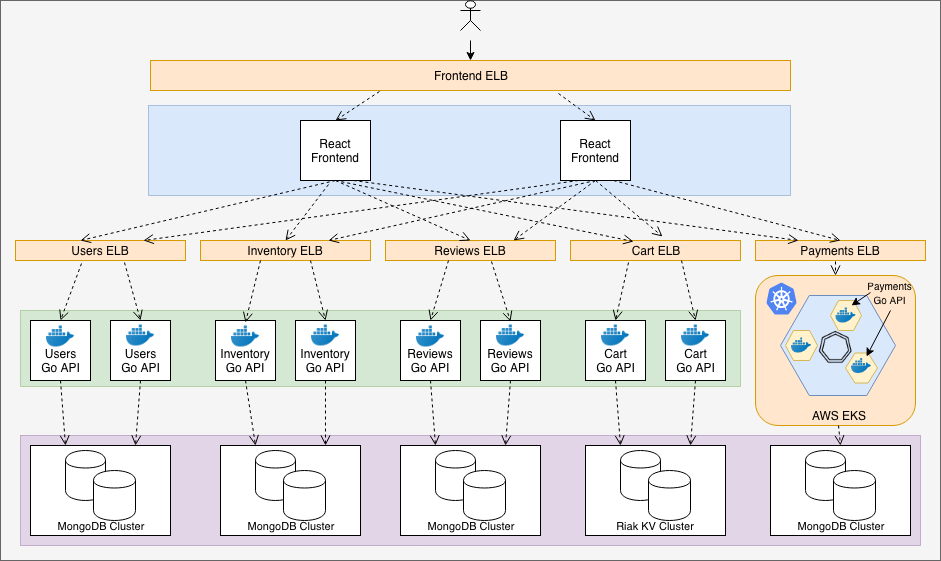 Frontend ELB
React
Frontend
React
Frontend
Users ELB
Inventory ELB
Reviews ELB
Cart ELB
Payments ELB
Payments
Go API
Users
Go API
Users
Go API
Inventory
Go API
Inventory
Go API
Reviews
Go API
Reviews
Go API
Cart
Go API
Cart
Go API
AWS EKS
MongoDB Cluster
MongoDB Cluster
MongoDB Cluster
Riak KV Cluster
MongoDB Cluster